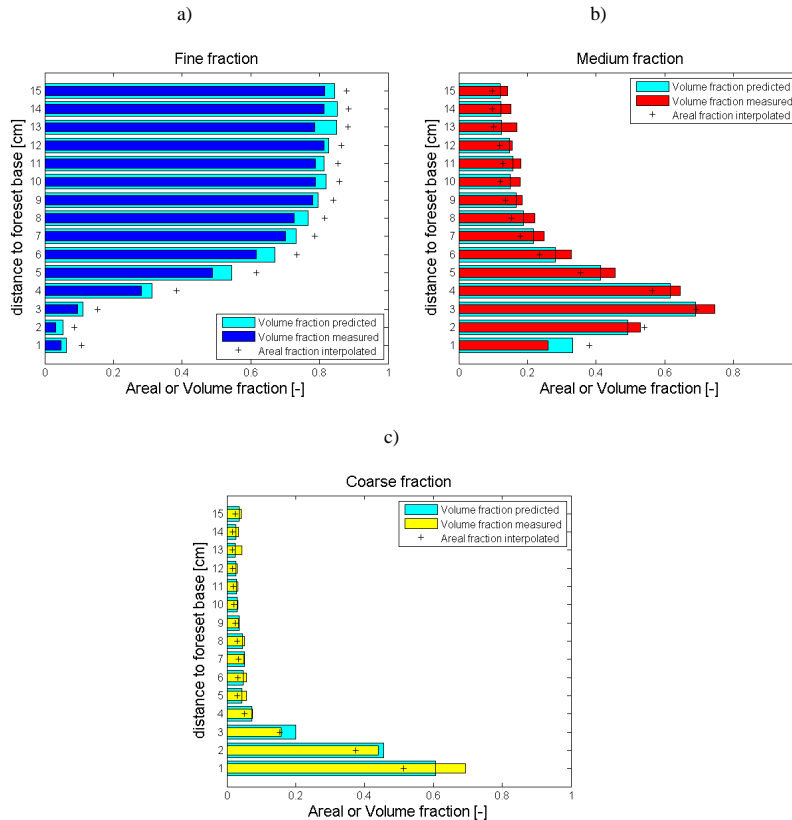 a)
Fine fraction
distance to foreset base [cm]
15
14
13
12
11
10
9
8
7
6
5
4
3
2
1
Volume fraction predicted
Volume fraction measured
Areal fraction interpolated
0 0.2 0.4 0.6 0.8 1
Areal or Volume fraction [-]
b)
Medium fraction
distance to foreset base [cm]
15
14
13
12
11
10
9
8
7
6
5
4
3
2
1
Volume fraction predicted
Volume fraction measured
Areal fraction interpolated
0 0.2 0.4 0.6 0.8
Areal or Volume fraction [-]
c)
Coarse fraction
distance to foreset base [cm]
15
14
13
12
11
10
9
8
7
6
5
4
3
2
1
Volume fraction predicted
Volume fraction measured
Areal fraction interpolated
0 0.2 0.4 0.6 0.8 1
Areal or Volume fraction [-]